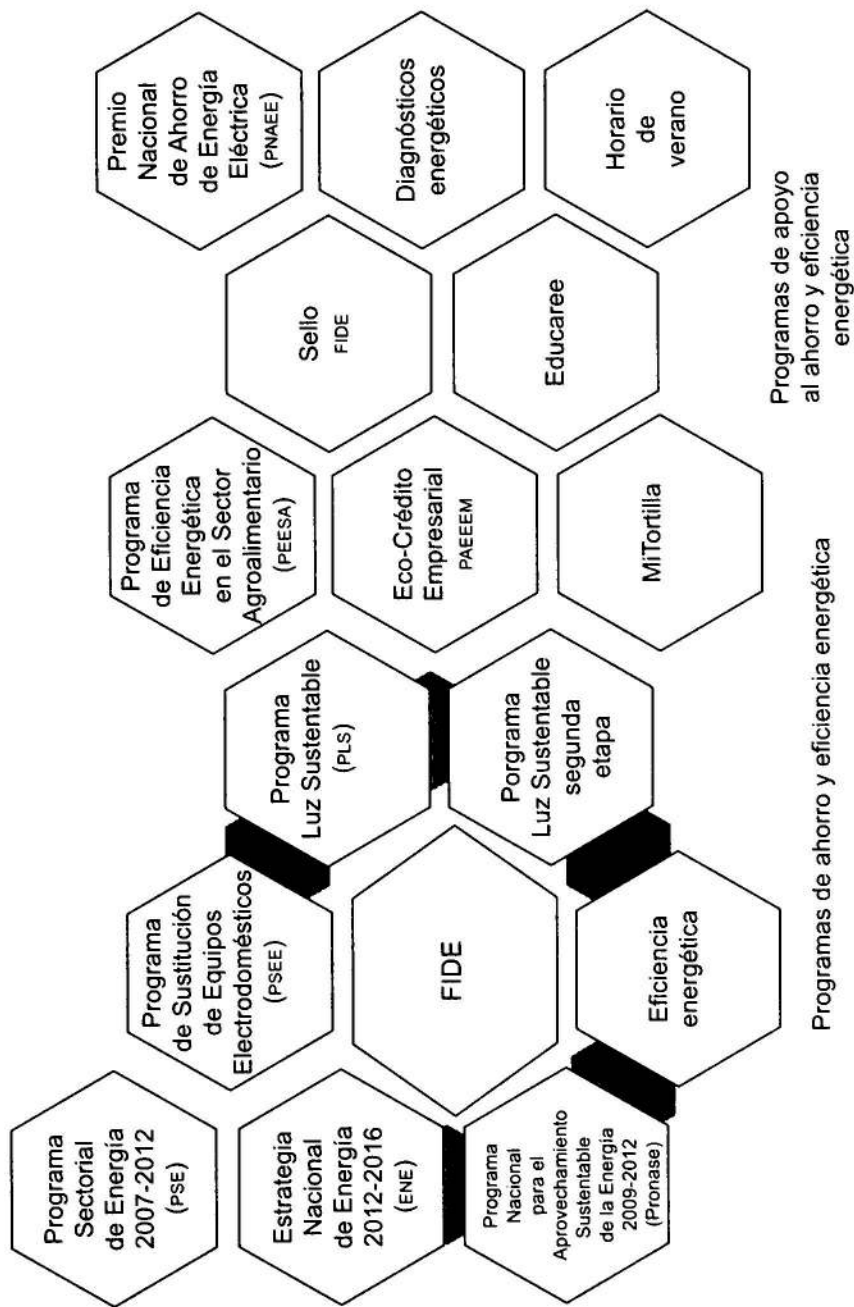 Programa
Sectorial
de Energía
2007-2012
(PSE)
Estrategia
Nacional
de Energía
2012-2016
(ENE)
Programa
Nacional
para el
Aprovechamiento
Sustentable
de la Energía
2009-2012
(Pronase)
Programa
de Sustitución
de Equipos
Electrodomésticos
(PSEE)
FIDE
Eficiencia
energética
Programa
Luz Sustentable
(PLS)
Porgrama
Luz Sustentable
segunda
etapa
Programa
de Eficiencia
Energética
en el Sector
Agroalimentario
(PEESA)
Eco-Crédito
Empresarial
PAEEEM
MiTortilla
Programas de ahorro y eficiencia energética
Sello
FIDE
Educaree
Premio
Nacional
de Ahorro
de Energía
Eléctrica
(PNAEE)
Diagnósticos
energéticos
Horario
de
verano
Programas de apoyo
al ahorro y eficiencia
energética